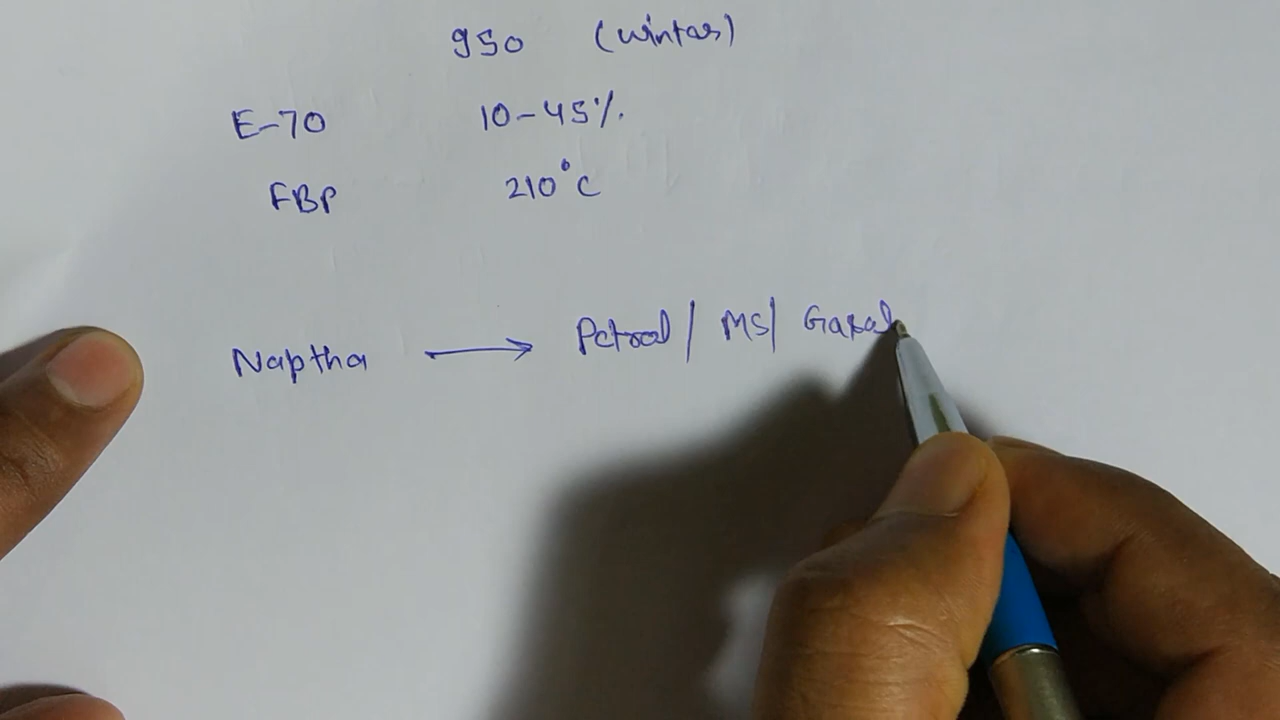 950 (winter)
E-70 10-45%.
FBP 210°C
Naptha → Petrol / MS / Gasol